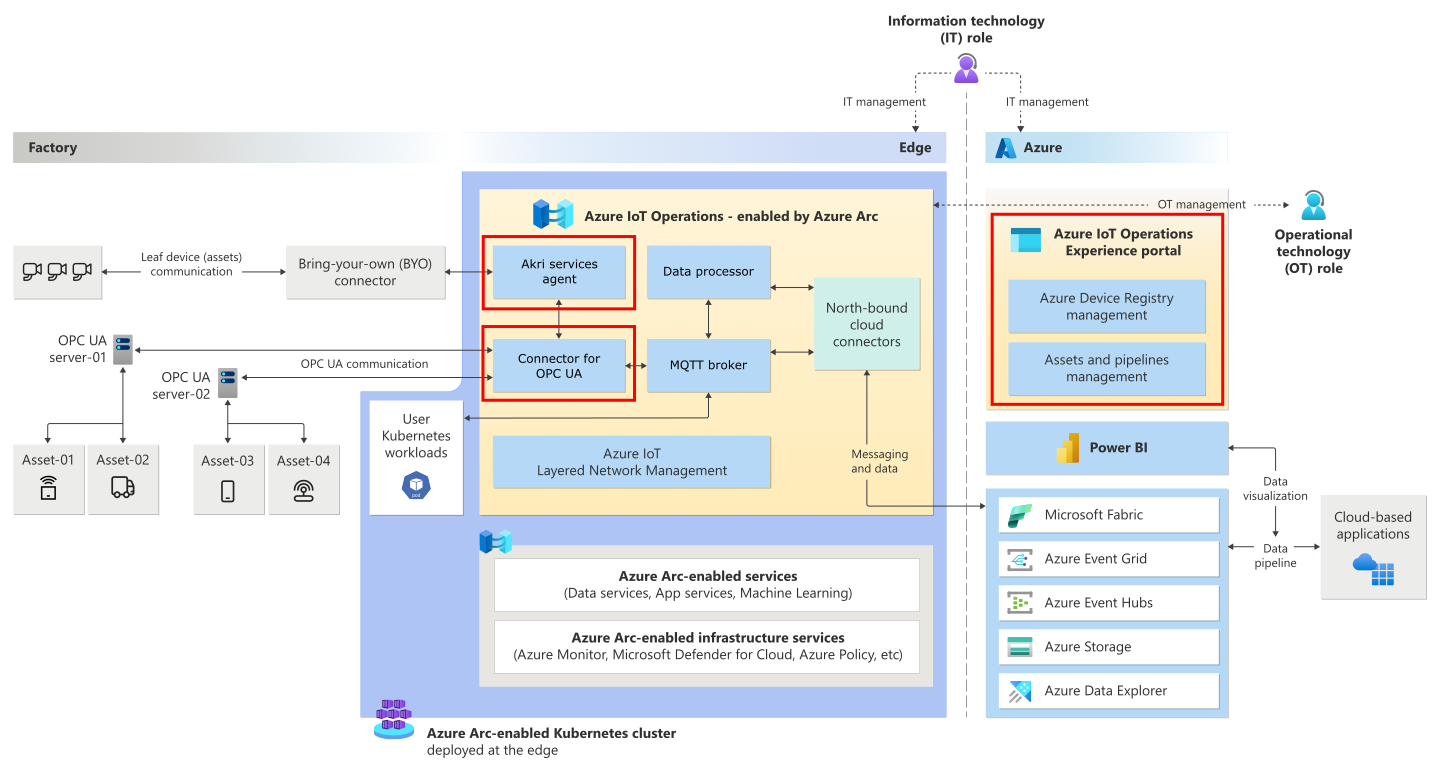 Information technology
(IT) role
IT management
IT management
Factory
Edge
Azure
Azure IoT Operations - enabled by Azure Arc
OT management
Operational
technology
(OT) role
Azure IoT Operations
Experience portal
Azure Device Registry
management
Assets and pipelines
management
Leaf device (assets)
communication
Bring-your-own (BYO)
connector
Akri services
agent
Data processor
North-bound
cloud
connectors
OPC UA
server-01
OPC UA communication
Connector for
OPC UA
MQTT broker
OPC UA
server-02
User
Kubernetes
workloads
pod
Asset-01
Asset-02
Asset-03
Asset-04
Azure IoT
Layered Network Management
Messaging
and data
Power BI
Data
visualization
Data
pipeline
Cloud-based
applications
Microsoft Fabric
Azure Event Grid
Azure Event Hubs
Azure Storage
Azure Data Explorer
Azure Arc-enabled services
(Data services, App services, Machine Learning)
Azure Arc-enabled infrastructure services
(Azure Monitor, Microsoft Defender for Cloud, Azure Policy, etc)
Azure Arc-enabled Kubernetes cluster
deployed at the edge